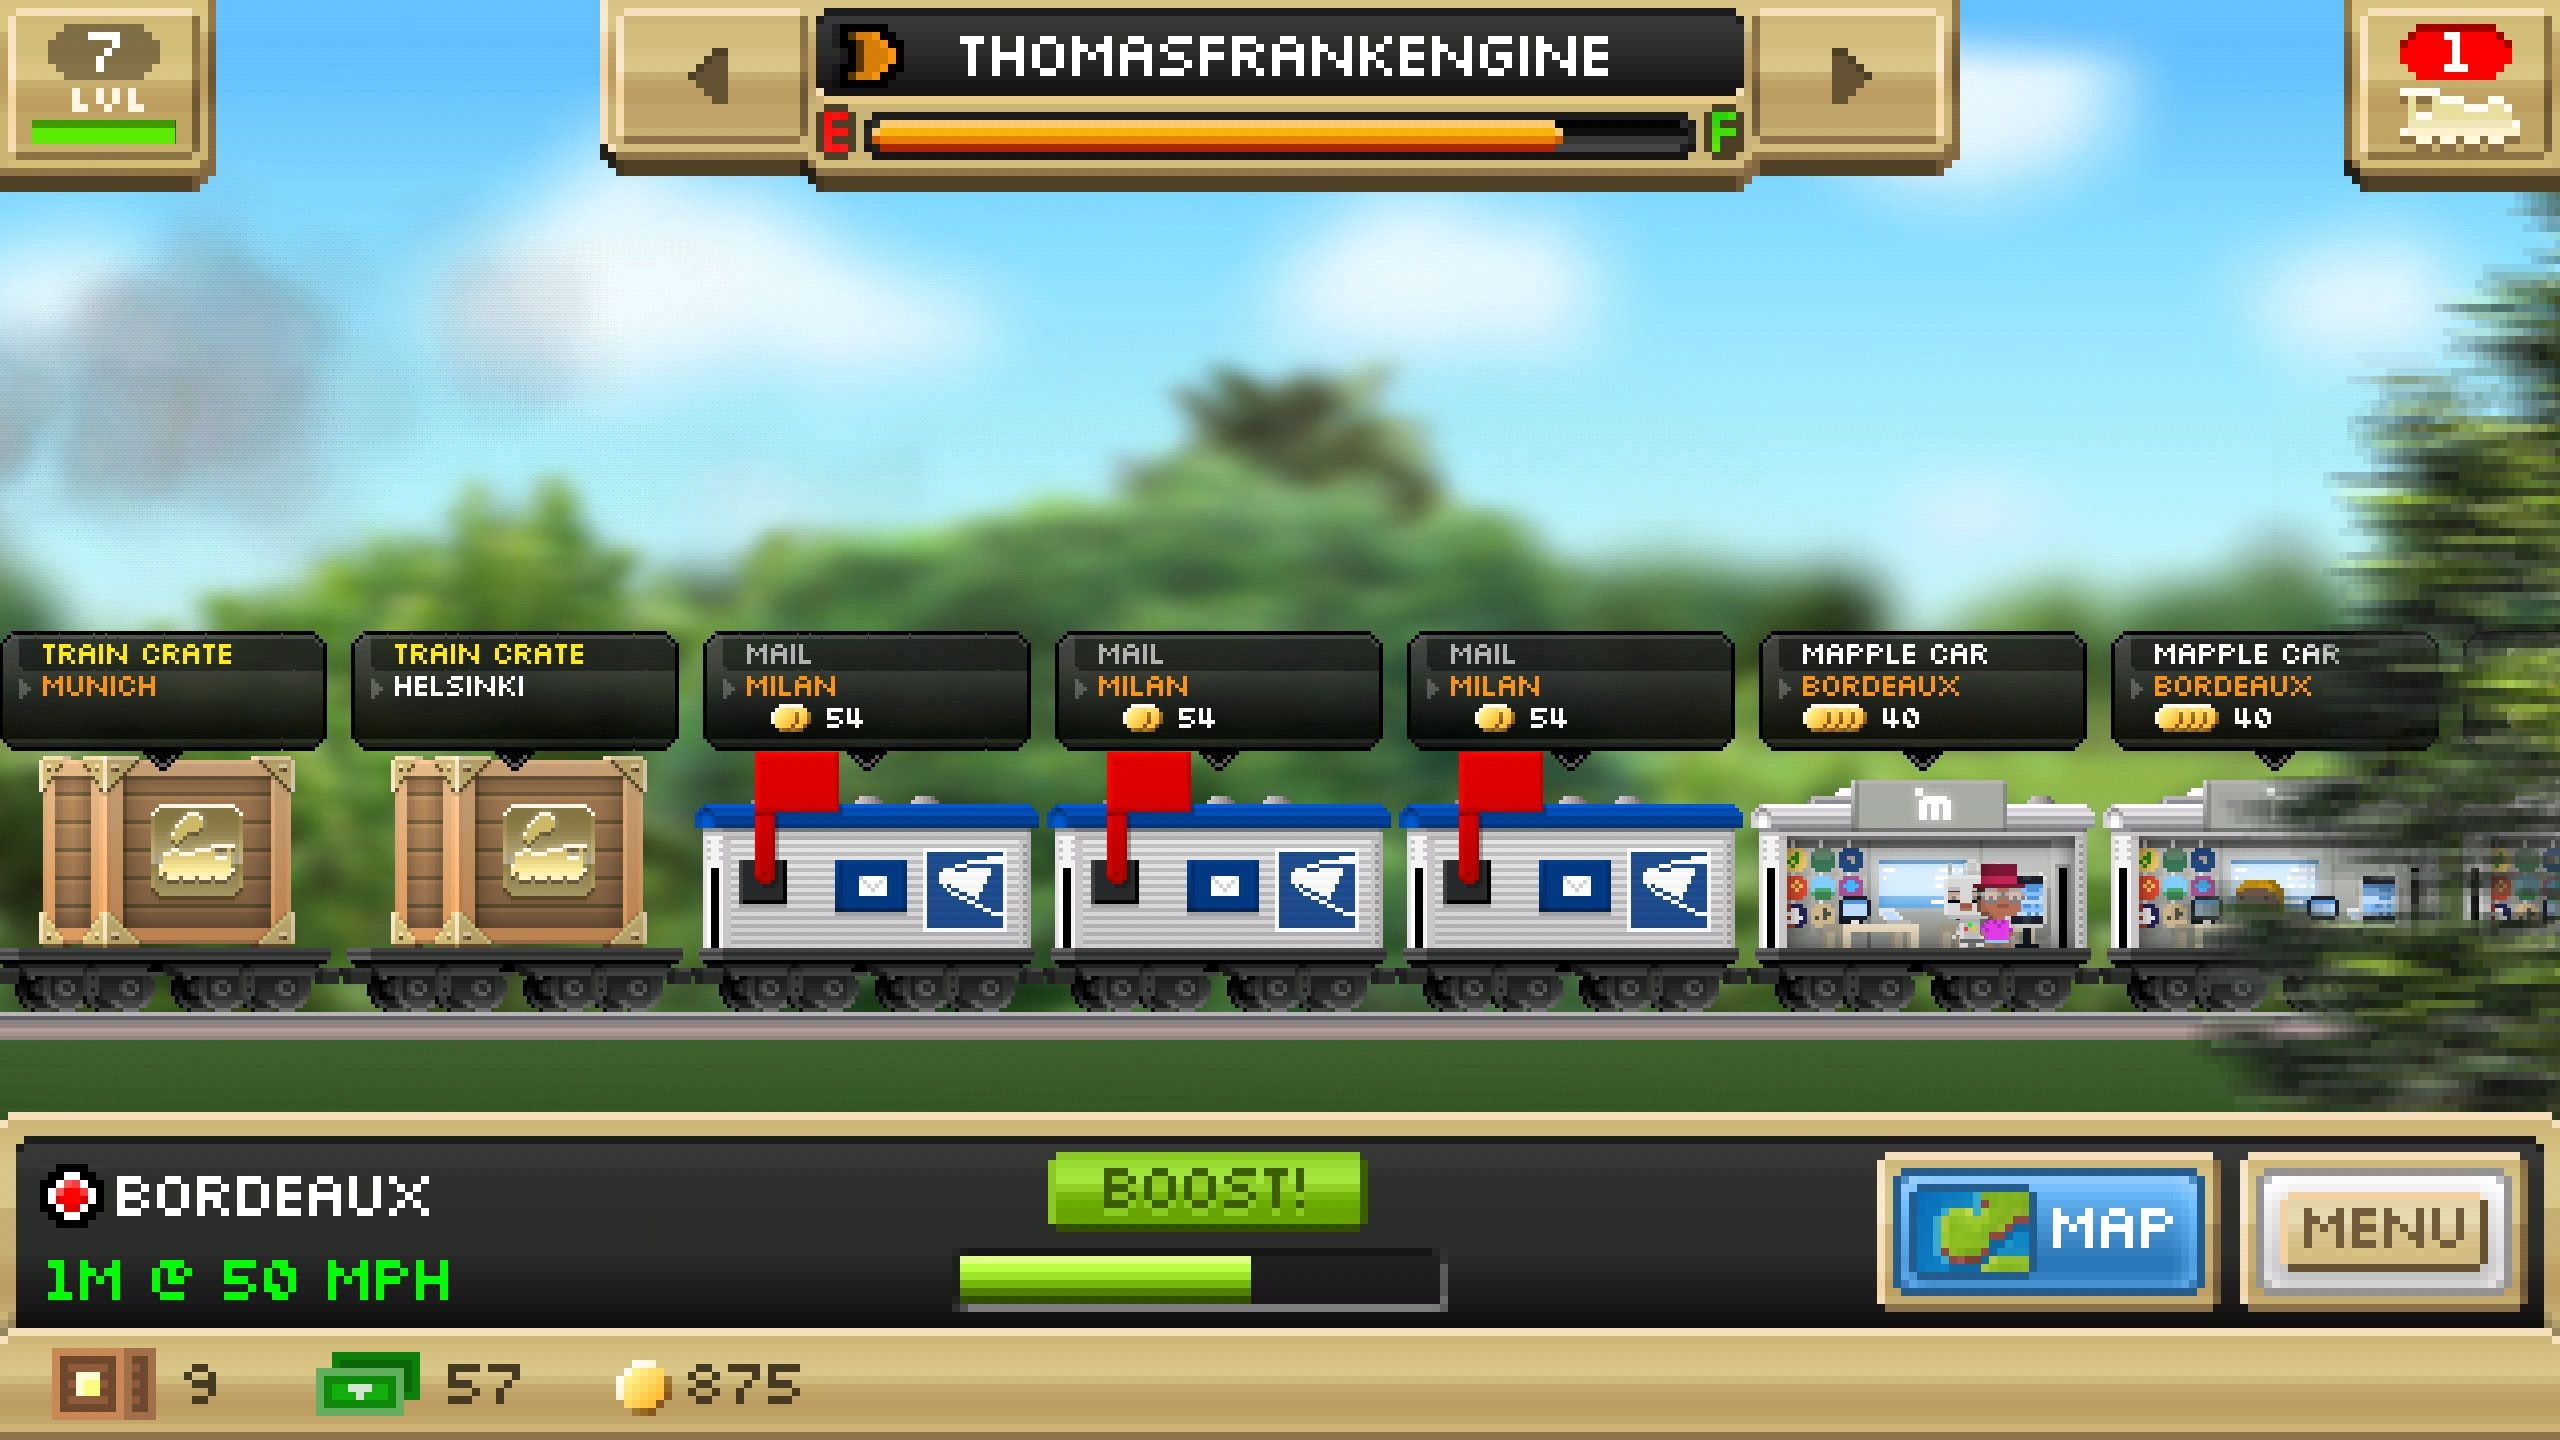 7
LVL
THOMASFRANKENGINE
E
F
1
TRAIN CRATE
MUNICH
TRAIN CRATE
HELSINKI
MAIL
MILAN
54
MAIL
MILAN
54
MAIL
MILAN
54
MAPPLE CAR
BORDEAUX
40
MAPPLE CAR
BORDEAUX
40
m
BORDEAUX
1M @ 50 MPH
BOOST!
MAP
MENU
9
57
875